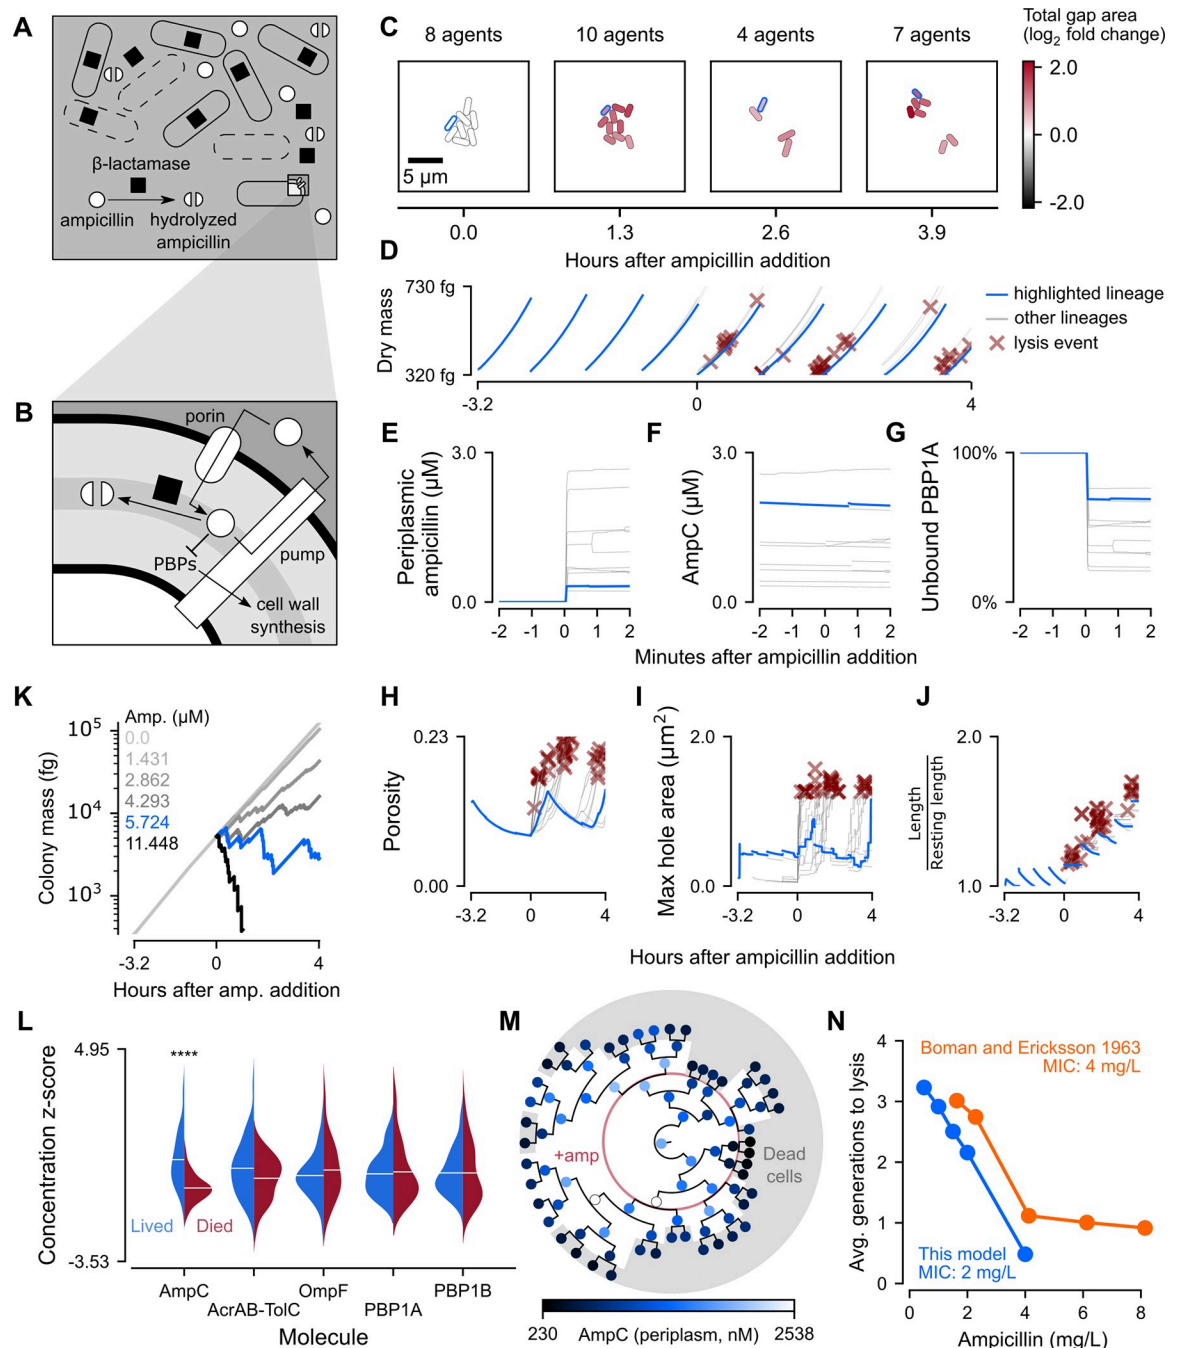 A
β-lactamase
ampicillin
hydrolyzed
ampicillin
B
porin
PBPs
pump
cell wall
synthesis
C
8 agents
10 agents
4 agents
7 agents
Total gap area
(log2 fold change)
2.0
0.0
-2.0
5 μm
0.0
1.3
2.6
3.9
Hours after ampicillin addition
D
Dry mass
730 fg
320 fg
-3.2
0
4
highlighted lineage
other lineages
lysis event
E
Periplasmic
ampicillin (μM)
3.0
0.0
-2
-1
0
1
2
F
AmpC (μM)
3.0
0.0
-2
-1
0
1
2
G
Unbound PBP1A
100%
0%
-2
-1
0
1
2
Minutes after ampicillin addition
K
Colony mass (fg)
Amp. (μM)
0.0
1.431
2.862
4.293
5.724
11.448
10^5
10^4
10^3
-3.2
0
4
Hours after amp. addition
H
Porosity
0.23
0.00
-3.2
0
4
I
Max hole area (μm2)
2.0
0.0
-3.2
0
4
J
Length
Resting length
2.0
1.0
-3.2
0
4
Hours after ampicillin addition
L
Concentration z-score
4.95
-3.53
****
Lived
Died
AmpC
AcrAB-TolC
OmpF
PBP1A
PBP1B
Molecule
M
+amp
Dead
cells
230
AmpC (periplasm, nM)
2538
N
Avg. generations to lysis
4
3
2
1
0
Boman and Ericksson 1963
MIC: 4 mg/L
This model
MIC: 2 mg/L
0
2
4
6
8
Ampicillin (mg/L)